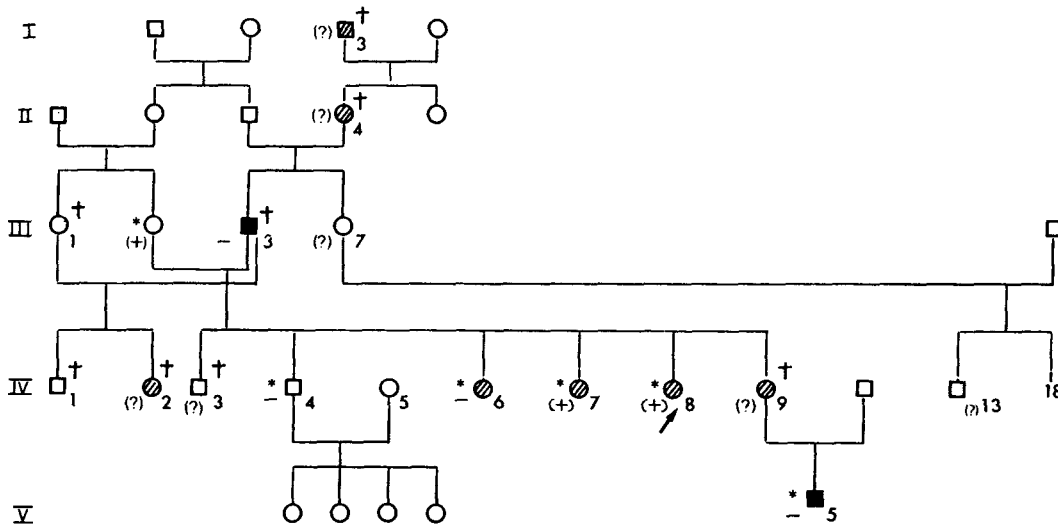 I (?) † 3
II (?) † 4
III † 1 * (+) − † 3 (?) 7
IV † 1 (?) † 2 (?) † 3 * − 4 5 * − 6 * (+) 7 * (+) 8 (?) † 9 (?) 13 18
V * − 5